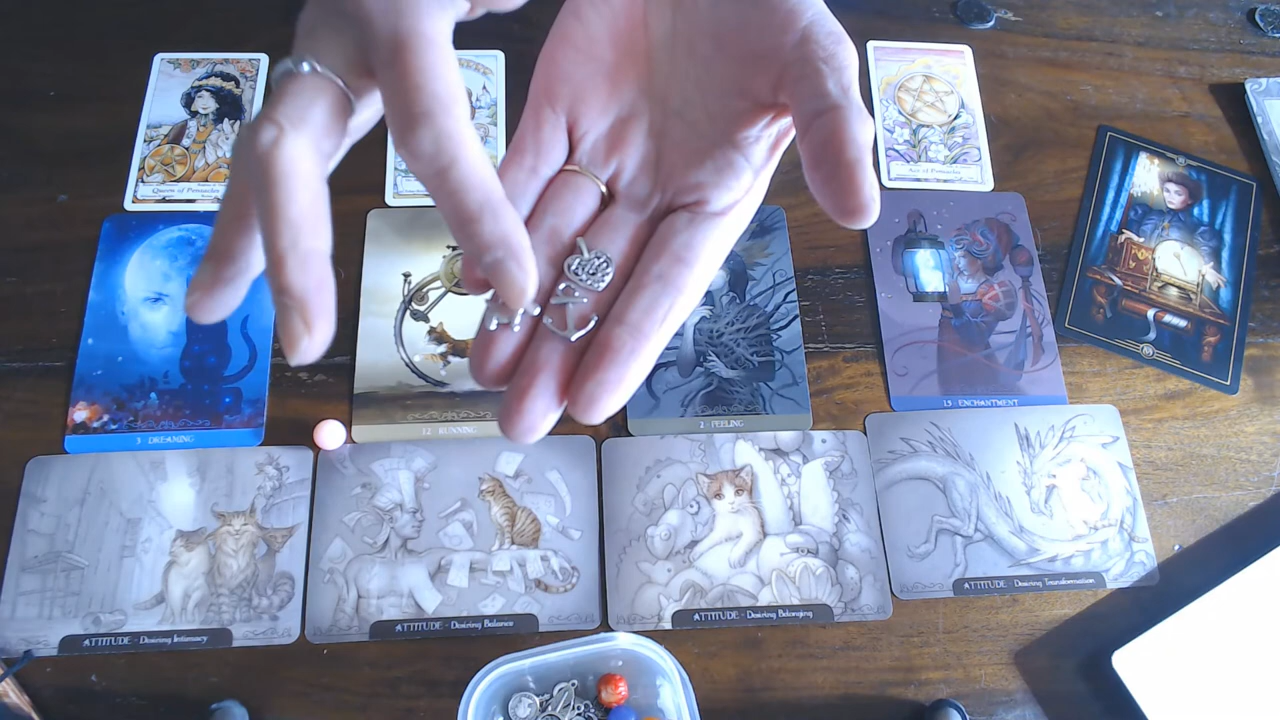 Queen of Pentacles
Ace of Pentacles
3 - DREAMING
12 - RUNNING
2 - FEELING
15 - ENCHANTMENT
ATTITUDE - Desiring Intimacy
ATTITUDE - Desiring Balance
ATTITUDE - Desiring Belonging
ATTITUDE - Desiring Transformation